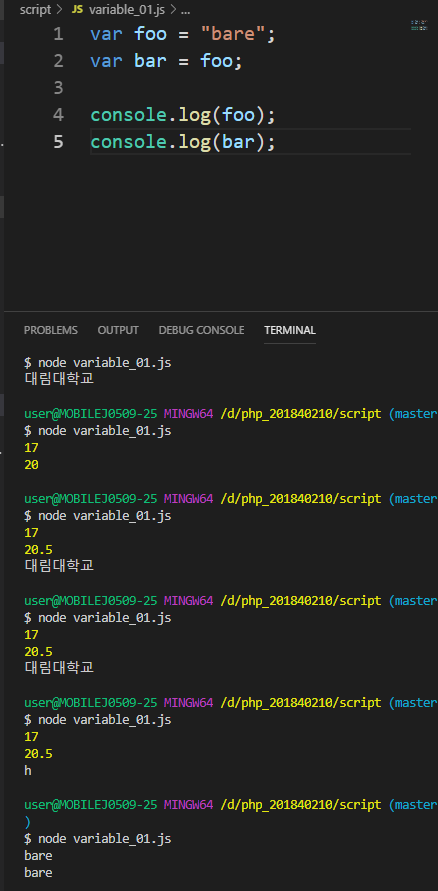 script > JS variable_01.js > ...
1 var foo = "bare";
2 var bar = foo;
3
4 console.log(foo);
5 console.log(bar);
PROBLEMS OUTPUT DEBUG CONSOLE TERMINAL
$ node variable_01.js
대림대학교
user@MOBILEJ0509-25 MINGW64 /d/php_201840210/script (master
$ node variable_01.js
17
20
user@MOBILEJ0509-25 MINGW64 /d/php_201840210/script (master
$ node variable_01.js
17
20.5
대림대학교
user@MOBILEJ0509-25 MINGW64 /d/php_201840210/script (master
$ node variable_01.js
17
20.5
대림대학교
user@MOBILEJ0509-25 MINGW64 /d/php_201840210/script (master
$ node variable_01.js
17
20.5
h
user@MOBILEJ0509-25 MINGW64 /d/php_201840210/script (master
)
$ node variable_01.js
bare
bare